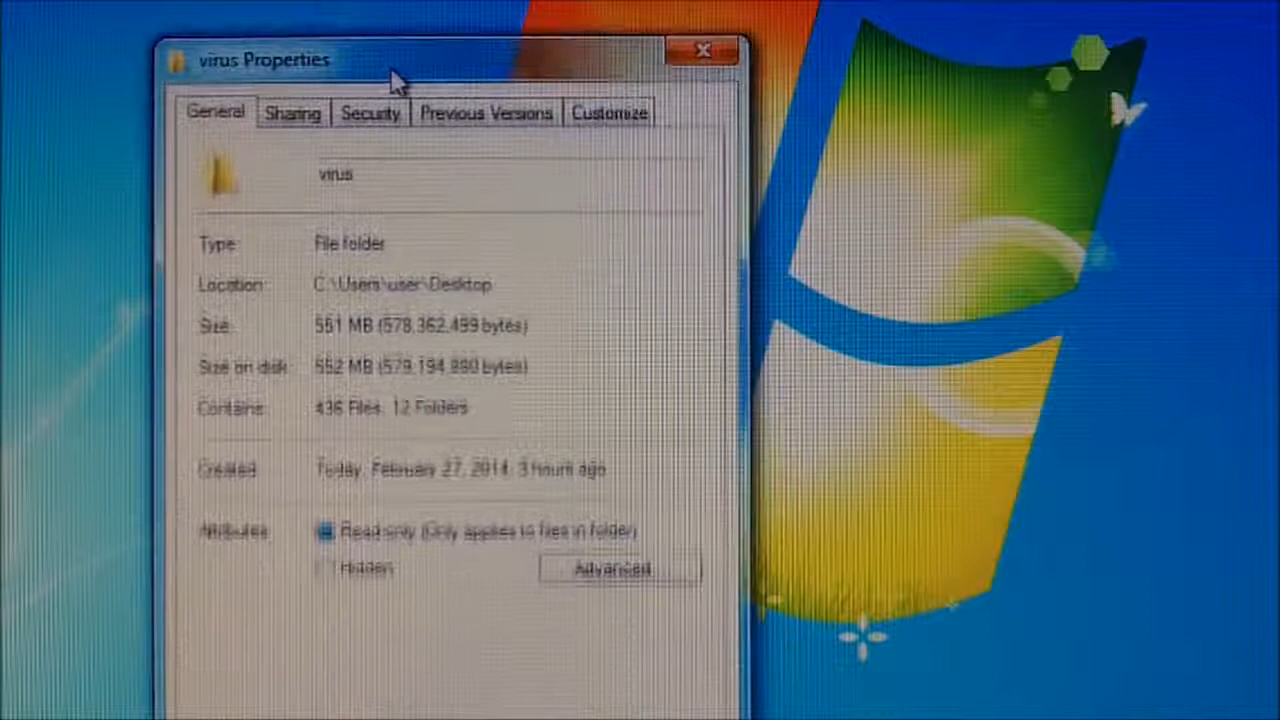 virus Properties
General Sharing Security Previous Versions Customize
virus
Type: File folder
Location: C:\Users\user\Desktop
Size: 551 MB (578,362,499 bytes)
Size on disk: 552 MB (579,194,880 bytes)
Contains: 436 Files, 12 Folders
Created: Today, February 27, 2014, 3 hours ago
Attributes: Read-only (Only applies to files in folder)
Hidden Advanced...